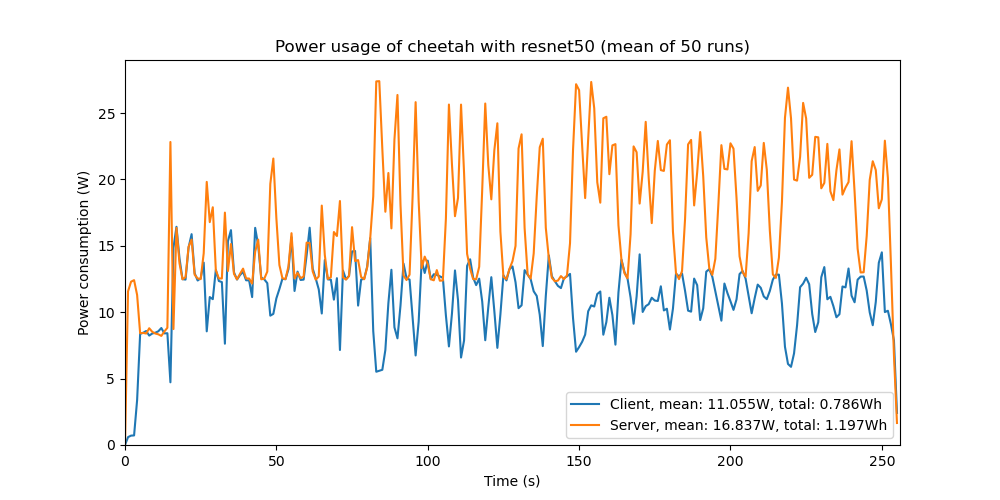 Power usage of cheetah with resnet50 (mean of 50 runs)
Power consumption (W)
25
20
15
10
5
0
0 50 100 150 200 250
Time (s)
Client, mean: 11.055W, total: 0.786Wh
Server, mean: 16.837W, total: 1.197Wh